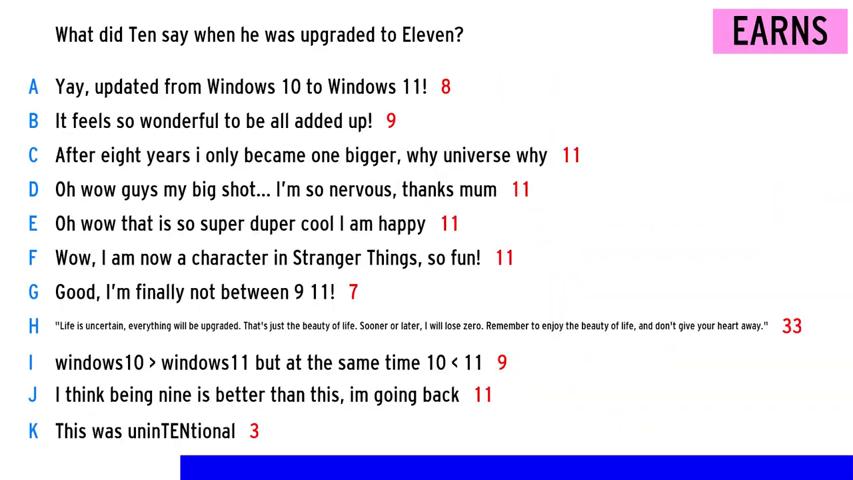 What did Ten say when he was upgraded to Eleven?
EARNS
A Yay, updated from Windows 10 to Windows 11! 8
B It feels so wonderful to be all added up! 9
C After eight years i only became one bigger, why universe why 11
D Oh wow guys my big shot... I'm so nervous, thanks mum 11
E Oh wow that is so super duper cool I am happy 11
F Wow, I am now a character in Stranger Things, so fun! 11
G Good, I'm finally not between 9 11! 7
H "Life is uncertain, everything will be upgraded. That's just the beauty of life. Sooner or later, I will lose zero. Remember to enjoy the beauty of life, and don't give your heart away." 33
I windows10 > windows11 but at the same time 10 < 11 9
J I think being nine is better than this, im going back 11
K This was uninTENtional 3